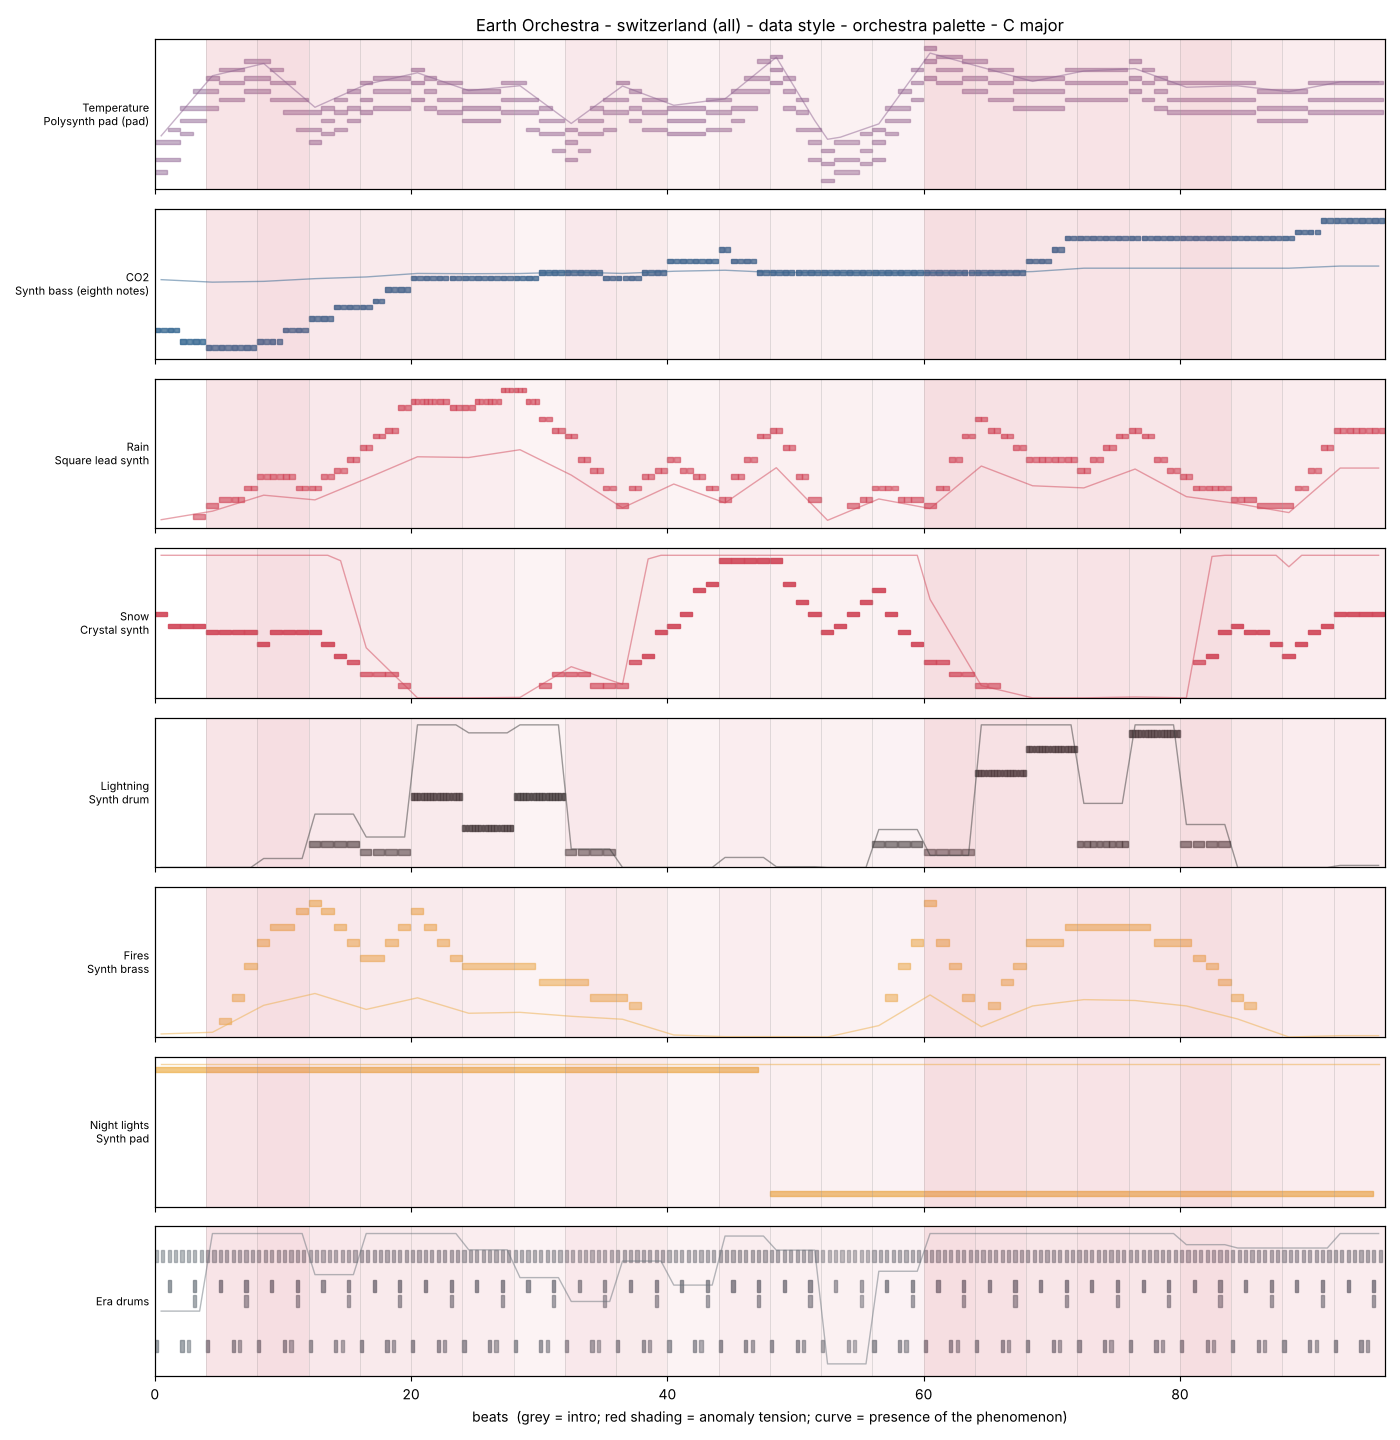 Earth Orchestra - switzerland (all) - data style - orchestra palette - C major
Temperature
Polysynth pad (pad)
CO2
Synth bass (eighth notes)
Rain
Square lead synth
Snow
Crystal synth
Lightning
Synth drum
Fires
Synth brass
Night lights
Synth pad
Era drums
0 20 40 60 80
beats  (grey = intro; red shading = anomaly tension; curve = presence of the phenomenon)